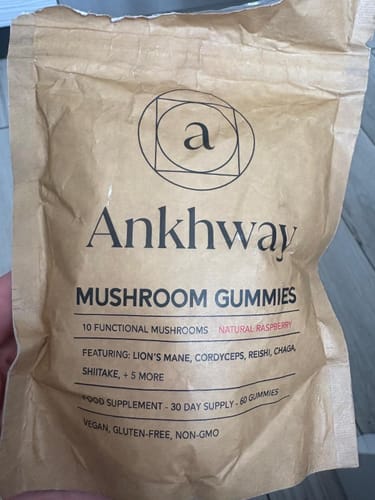 a
Ankhway
MUSHROOM GUMMIES
10 FUNCTIONAL MUSHROOMS NATURAL RASPBERRY
FEATURING: LION'S MANE, CORDYCEPS, REISHI, CHAGA,
SHIITAKE, + 5 MORE
FOOD SUPPLEMENT - 30 DAY SUPPLY - 60 GUMMIES
VEGAN, GLUTEN-FREE, NON-GMO